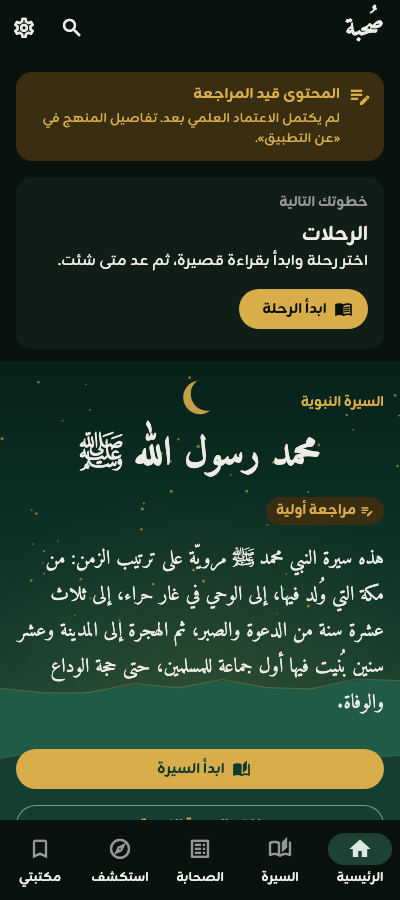 صُحبة
المحتوى قيد المراجعة
لم يكتمل الاعتماد العلمي بعد. تفاصيل المنهج في
«عن التطبيق».
خطوتك التالية
الرحلات
اختر رحلة وابدأ بقراءة قصيرة، ثم عد متى شئت.
ابدأ الرحلة
السيرة النبوية
محمد رسول الله ﷺ
مراجعة أولية
هذه سيرة النبي محمد ﷺ مرويّة على ترتيب الزمن: من
مكة التي وُلد فيها، إلى الوحي في غار حراء، إلى ثلاث
عشرة سنة من الدعوة والصبر، ثم الهجرة إلى المدينة وعشر
سنين بُنيت فيها أول جماعة للمسلمين، حتى حجة الوداع
والوفاة.
ابدأ السيرة
الرئيسية
السيرة
الصحابة
استكشف
مكتبتي